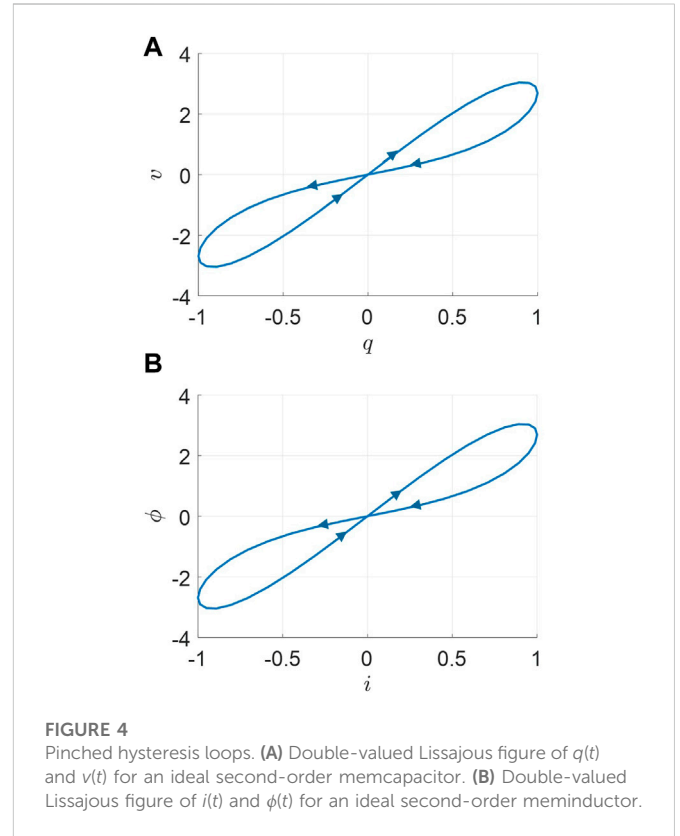 A
4
2
0
-2
-4
v
-1 -0.5 0 0.5 1
q
B
4
2
0
-2
-4
ϕ
-1 -0.5 0 0.5 1
i
FIGURE 4
Pinched hysteresis loops. (A) Double-valued Lissajous figure of q(t)
and v(t) for an ideal second-order memcapacitor. (B) Double-valued
Lissajous figure of i(t) and ϕ(t) for an ideal second-order meminductor.